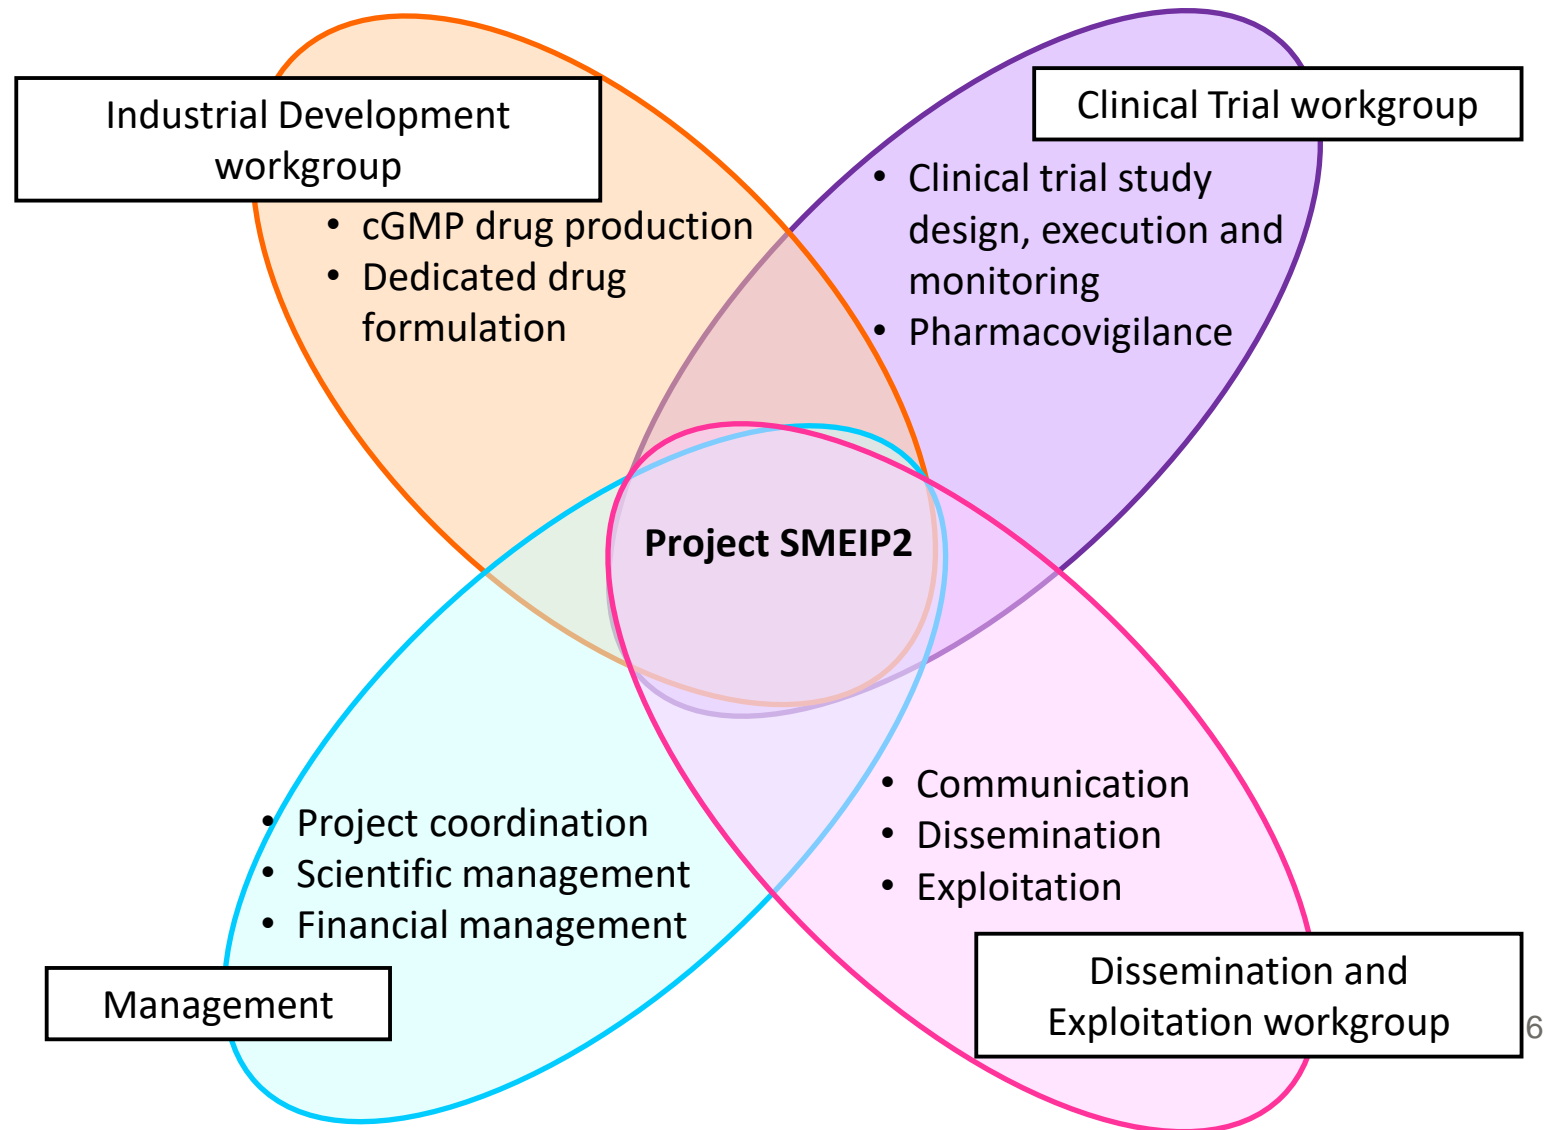 Industrial Development
workgroup
• cGMP drug production
• Dedicated drug
formulation
Clinical Trial workgroup
• Clinical trial study
design, execution and
monitoring
• Pharmacovigilance
Project SMEIP2
• Project coordination
• Scientific management
• Financial management
Management
• Communication
• Dissemination
• Exploitation
Dissemination and
Exploitation workgroup
6